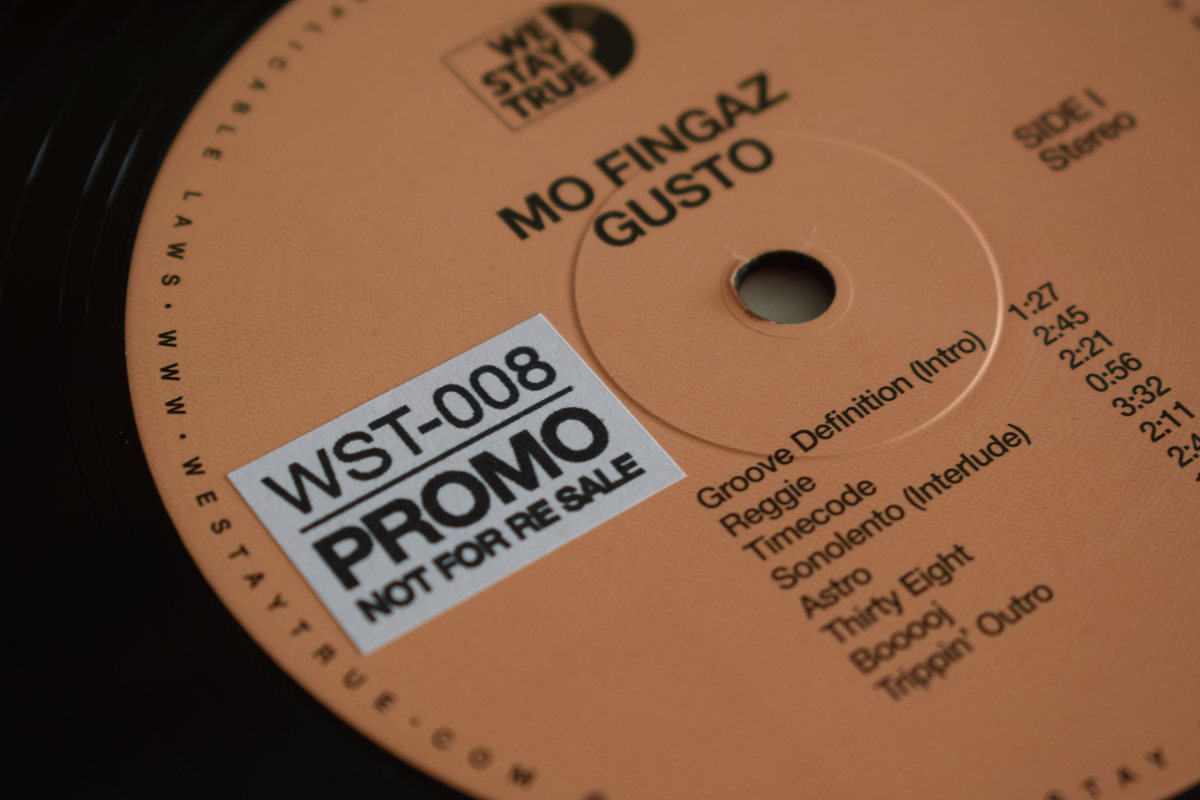 WE
STAY
TRUE
MO FINGAZ
GUSTO
SIDE I
Stereo
WST-008
PROMO
NOT FOR RE SALE
Groove Definition (Intro) 1:27
Reggie 2:45
Timecode 2:21
Sonolento (Interlude) 0:56
Astro 3:32
Thirty Eight 2:11
Booooj
Trippin' Outro
PLICABLE LAWS · WWW · WESTAYTRUE · COM
STAY